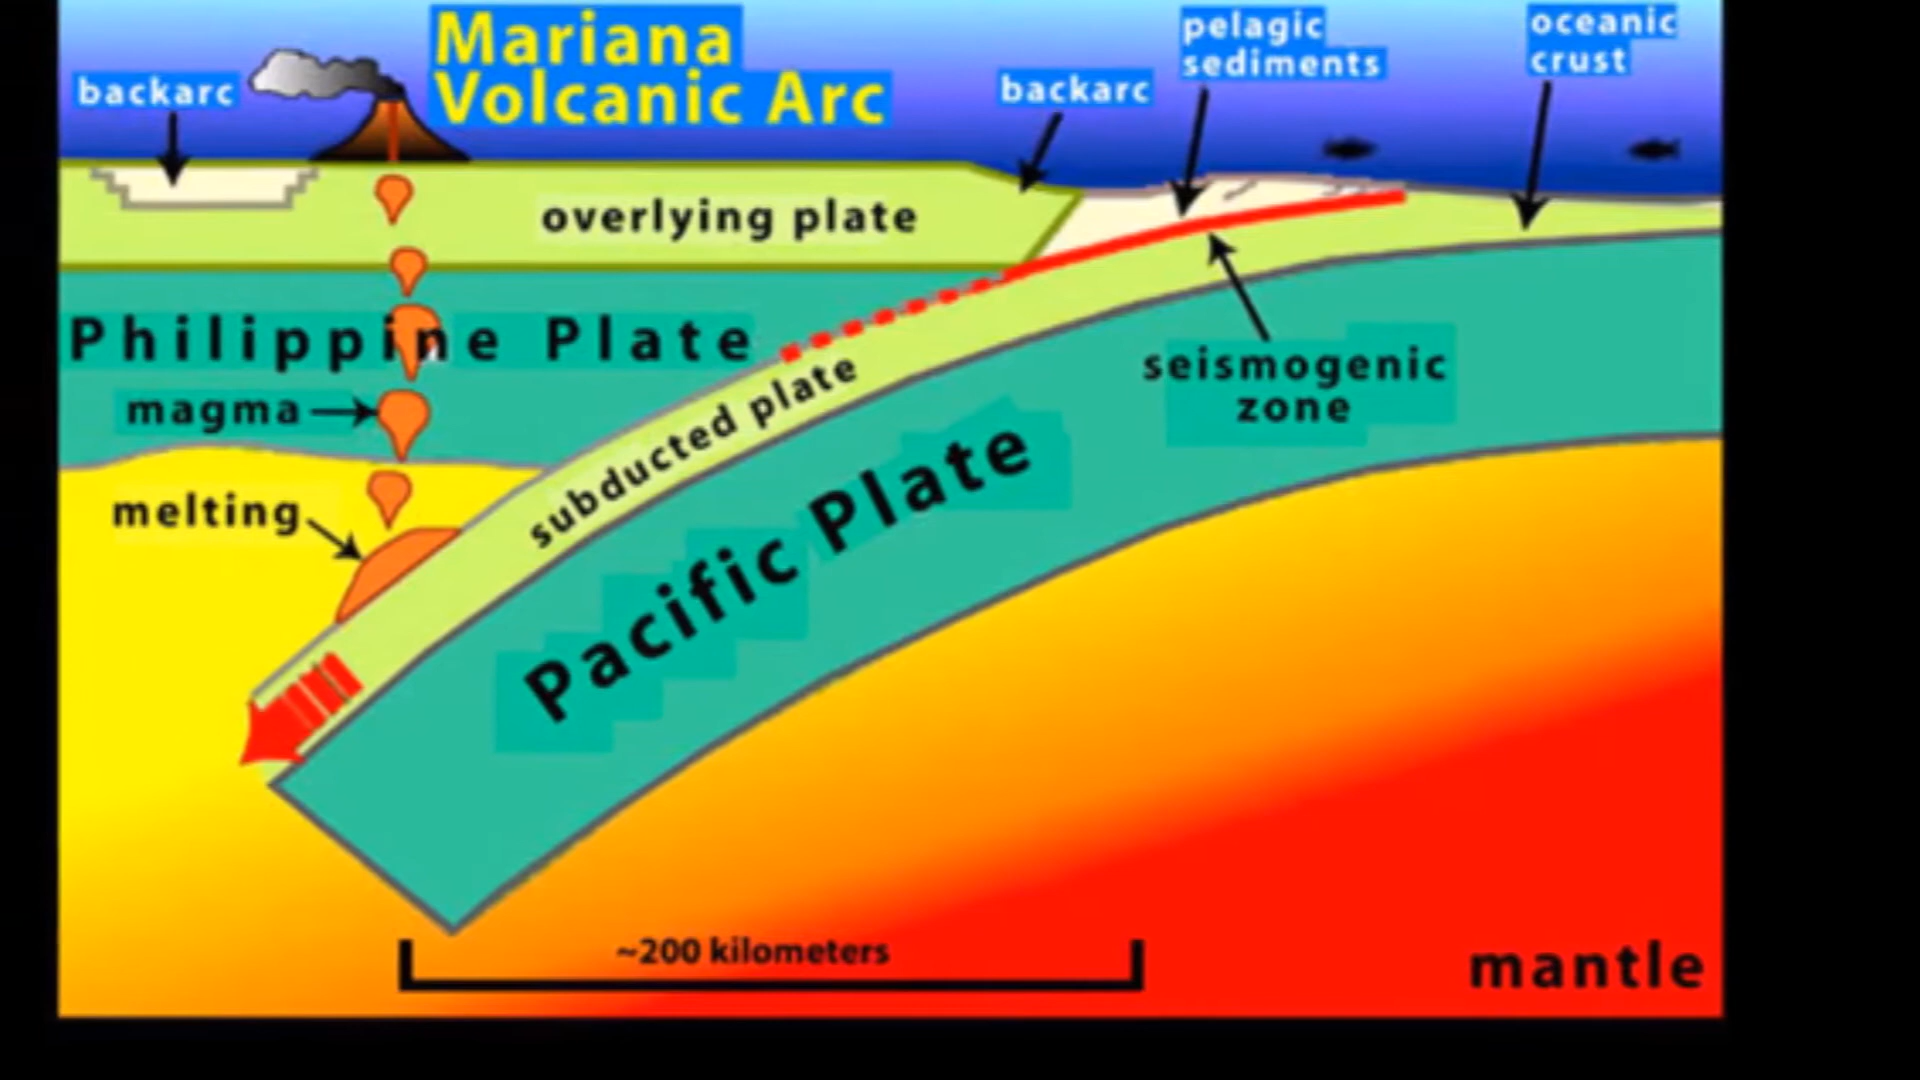 Mariana
Volcanic Arc
backarc
backarc
pelagic
sediments
oceanic
crust
overlying plate
Philippine Plate
magma
melting
subducted plate
seismogenic
zone
Pacific Plate
~200 kilometers
mantle